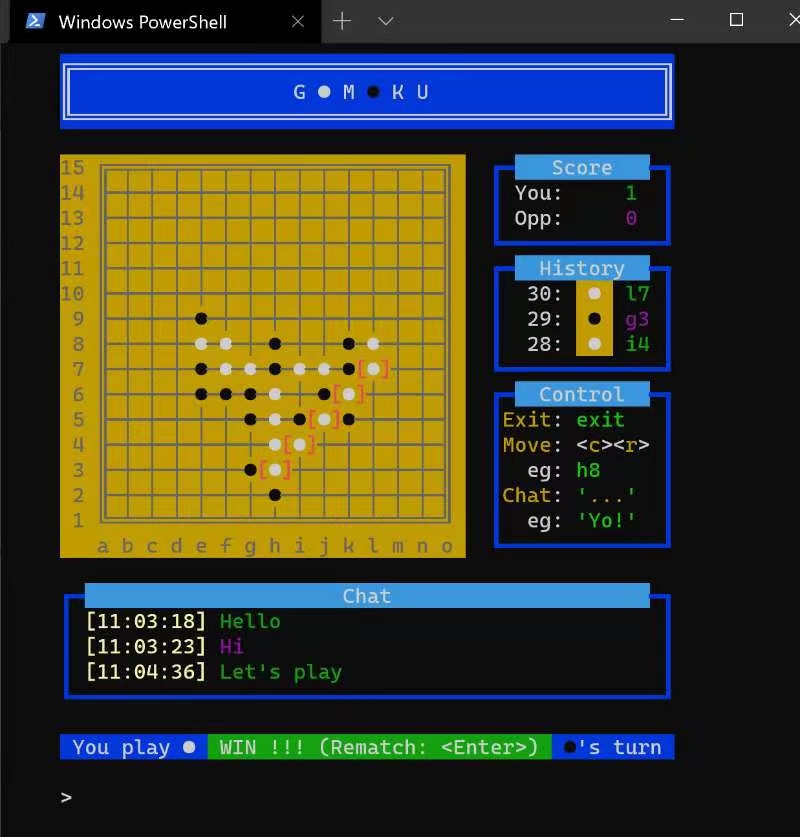 Windows PowerShell
G ● M ● K U
15
14
13
12
11
10
9
8
7
6
5
4
3
2
1
a b c d e f g h i j k l m n o
Score
You: 1
Opp: 0
History
30: ● l7
29: ● g3
28: ● i4
Control
Exit: exit
Move: <c><r>
eg: h8
Chat: '...'
eg: 'Yo!'
Chat
[11:03:18] Hello
[11:03:23] Hi
[11:04:36] Let's play
You play ● WIN !!! (Rematch: <Enter>) ●'s turn
>